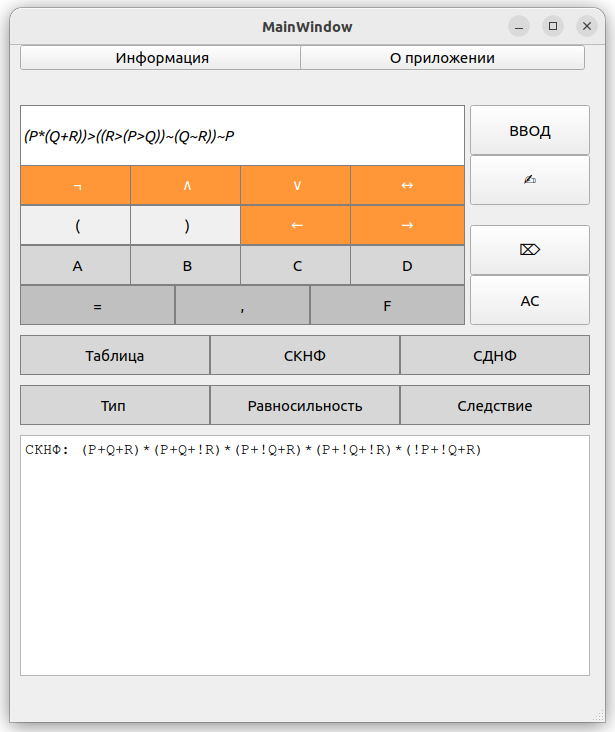 MainWindow
Информация О приложении
(P*(Q+R))>((R>(P>Q))~(Q~R))~P
ВВОД
¬ ∧ ∨ ↔
✍
( ) ← →
⌦
A B C D
AC
= , F
Таблица СКНФ СДНФ
Тип Равносильность Следствие
СКНФ: (P+Q+R)*(P+Q+!R)*(P+!Q+R)*(P+!Q+!R)*(!P+!Q+R)